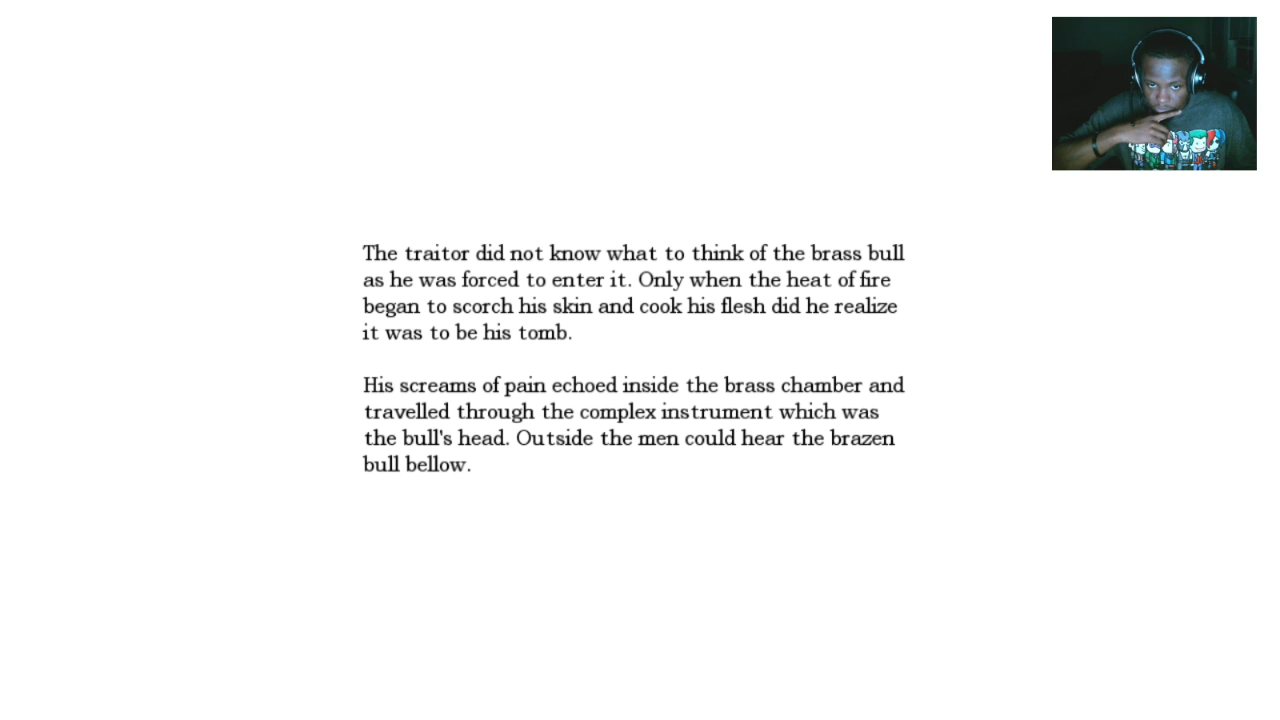 The traitor did not know what to think of the brass bull
as he was forced to enter it. Only when the heat of fire
began to scorch his skin and cook his flesh did he realize
it was to be his tomb.
His screams of pain echoed inside the brass chamber and
travelled through the complex instrument which was
the bull's head. Outside the men could hear the brazen
bull bellow.